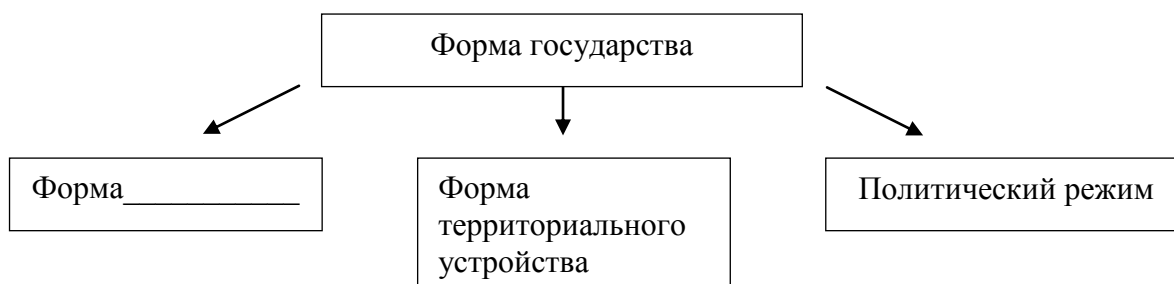 Форма государства
Форма___________
Форма
территориального
устройства
Политический режим